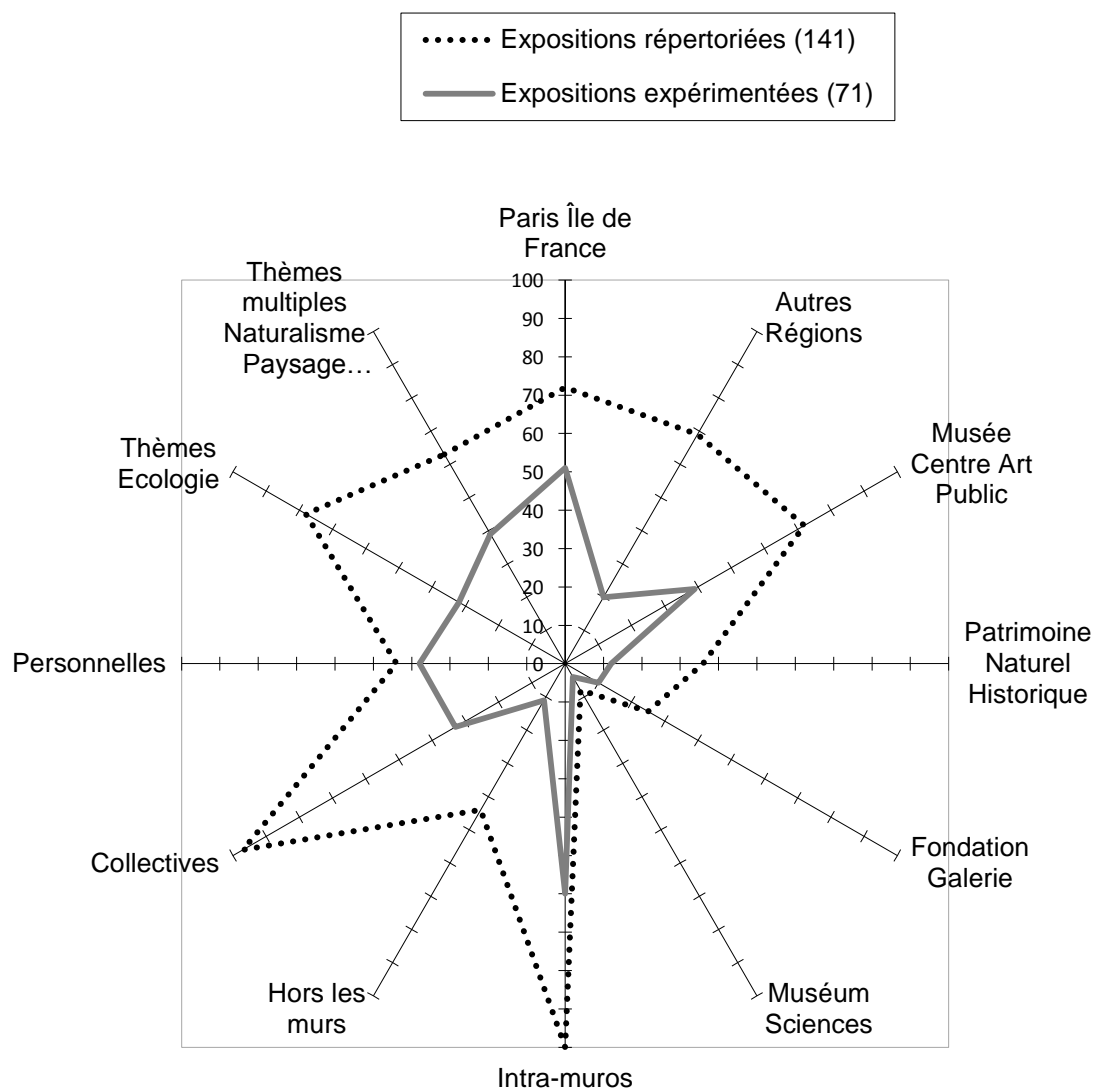 Expositions répertoriées (141)
Expositions expérimentées (71)
Paris Île de
France
Autres
Régions
Musée
Centre Art
Public
Patrimoine
Naturel
Historique
Fondation
Galerie
Muséum
Sciences
Intra-muros
Hors les
murs
Collectives
Personnelles
Thèmes
Ecologie
Thèmes
multiples
Naturalisme
Paysage…
100
90
80
70
60
50
40
30
20
10
0